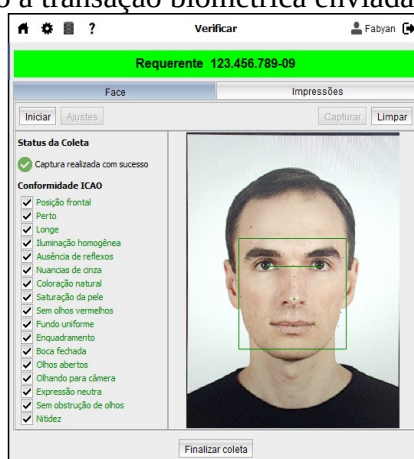 o a transação biométrica enviada
? Verificar Fabyan
Requerente 123.456.789-09
Face Impressões
Iniciar Ajustes Capturar Limpar
Status da Coleta
Captura realizada com sucesso
Conformidade ICAO
Posição frontal
Perto
Longe
Iluminação homogênea
Ausência de reflexos
Nuancias de cinza
Coloração natural
Saturação da pele
Sem olhos vermelhos
Fundo uniforme
Enquadramento
Boca fechada
Olhos abertos
Olhando para câmera
Expressão neutra
Sem obstrução de olhos
Nitidez
Finalizar coleta